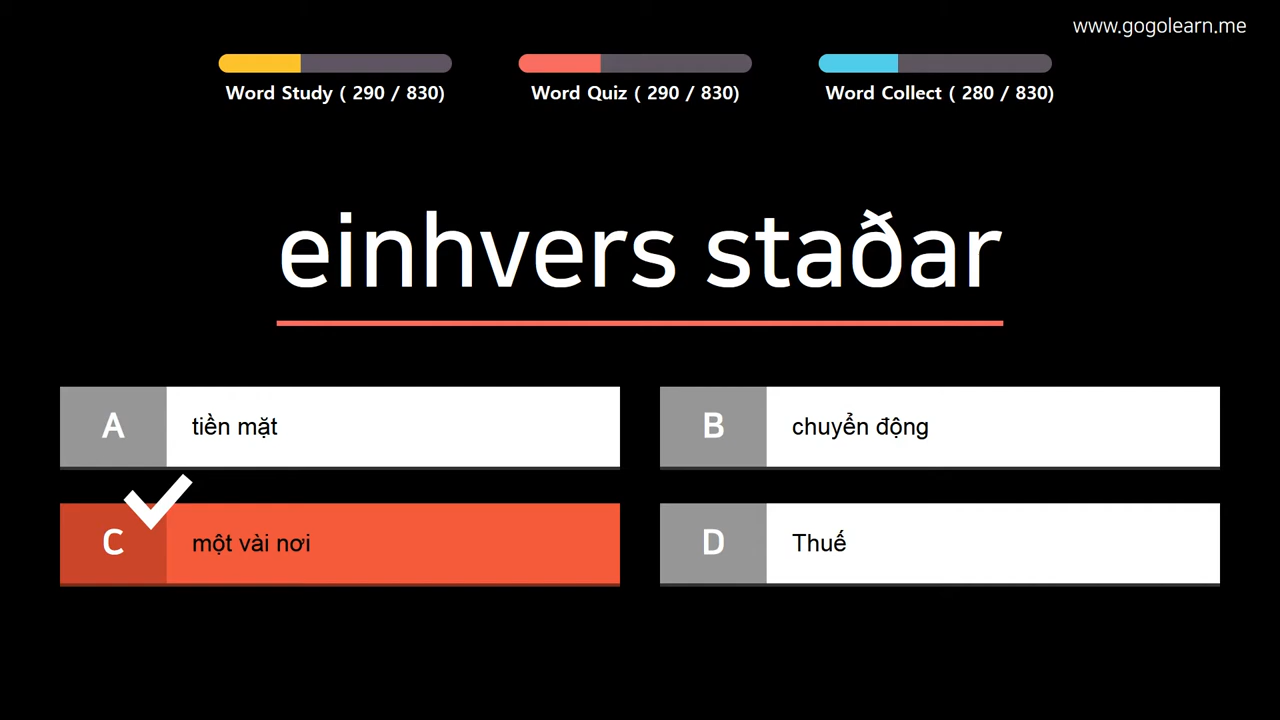 www.gogolearn.me
Word Study ( 290 / 830)
Word Quiz ( 290 / 830)
Word Collect ( 280 / 830)
einhvers staðar
A
tiền mặt
B
chuyển động
C
một vài nơi
D
Thuế